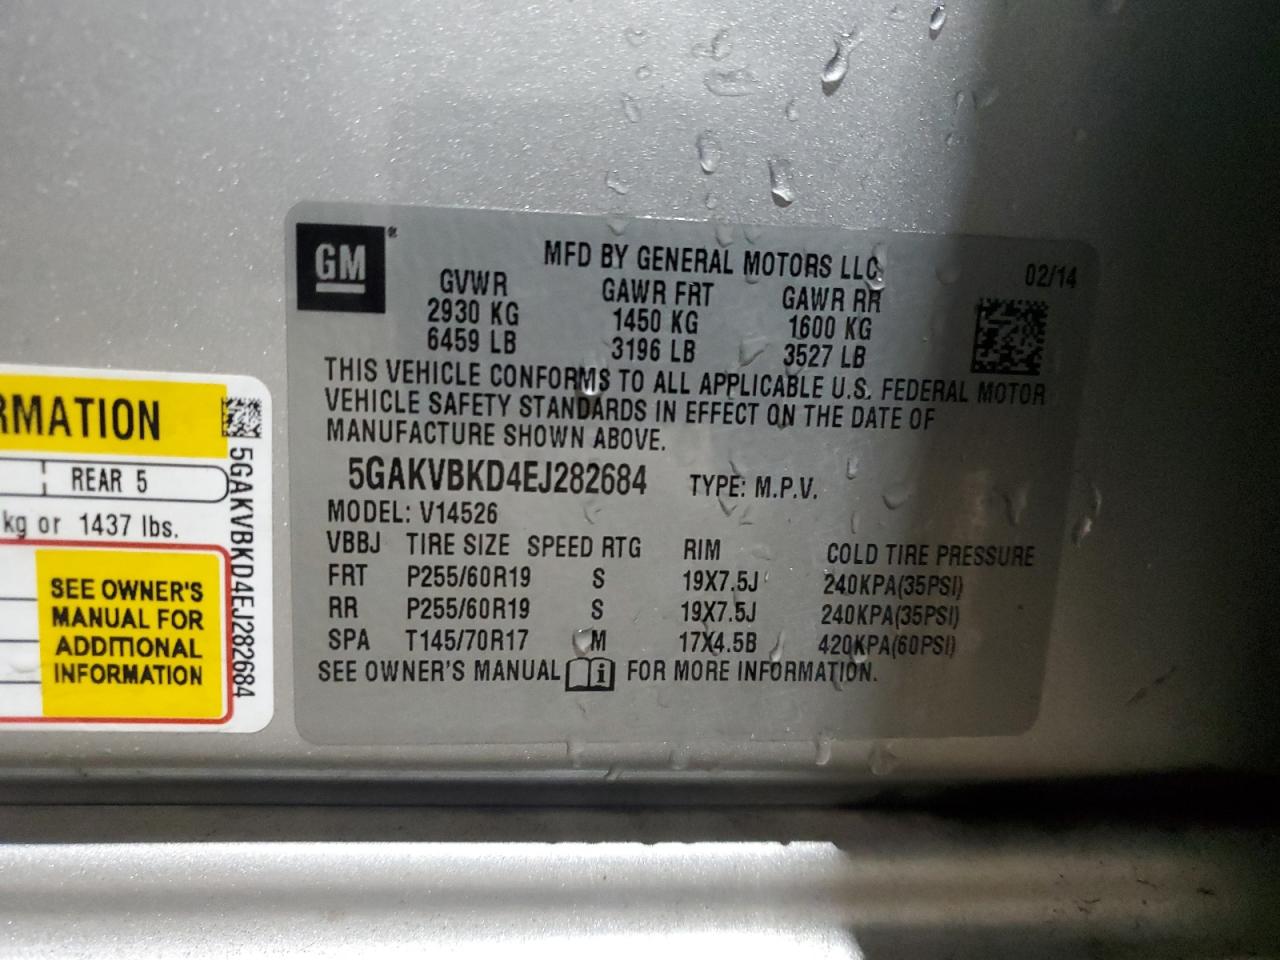 GM®
MFD BY GENERAL MOTORS LLC
02/14
GVWR GAWR FRT GAWR RR
2930 KG 1450 KG 1600 KG
6459 LB 3196 LB 3527 LB
THIS VEHICLE CONFORMS TO ALL APPLICABLE U.S. FEDERAL MOTOR
VEHICLE SAFETY STANDARDS IN EFFECT ON THE DATE OF
MANUFACTURE SHOWN ABOVE.
5GAKVBKD4EJ282684 TYPE: M.P.V.
MODEL: V14526
VBBJ TIRE SIZE SPEED RTG RIM COLD TIRE PRESSURE
FRT P255/60R19 S 19X7.5J 240KPA(35PSI)
RR P255/60R19 S 19X7.5J 240KPA(35PSI)
SPA T145/70R17 M 17X4.5B 420KPA(60PSI)
SEE OWNER'S MANUAL i FOR MORE INFORMATION.
RMATION
REAR 5
kg or 1437 lbs.
SEE OWNER'S
MANUAL FOR
ADDITIONAL
INFORMATION
5GAKVBKD4EJ282684